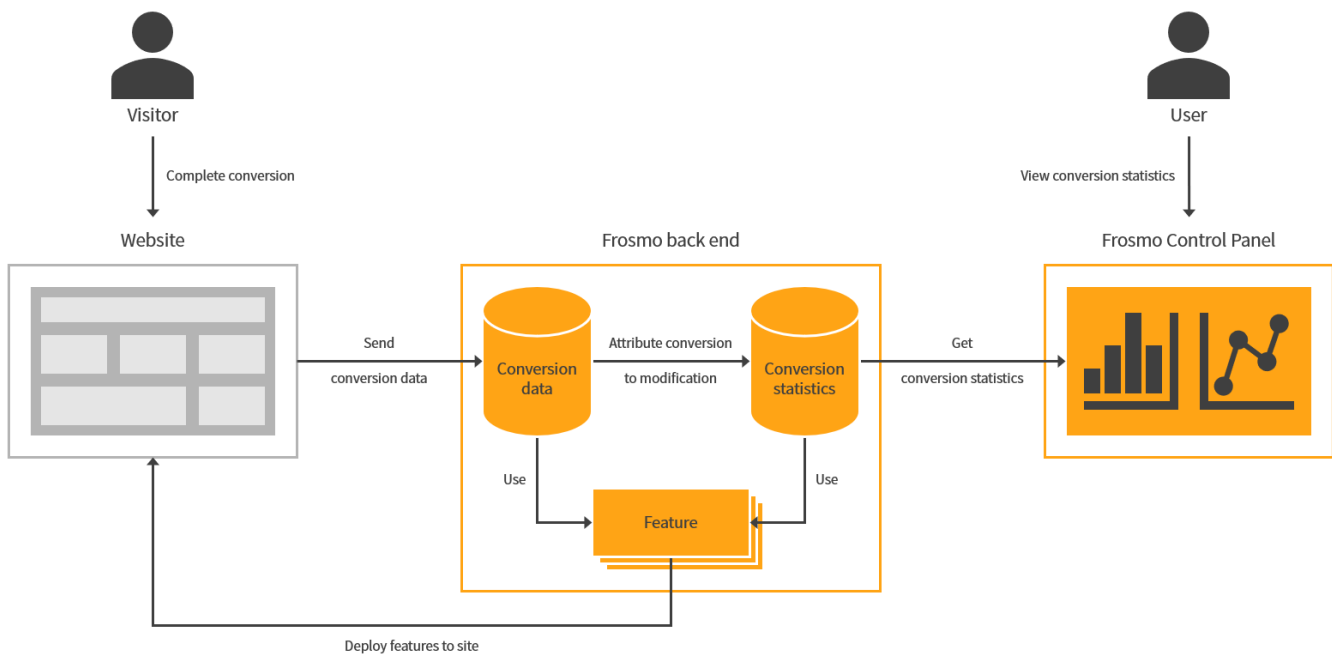 Visitor
User
Complete conversion
View conversion statistics
Website
Frosmo back end
Frosmo Control Panel
Send
conversion data
Conversion
data
Attribute conversion
to modification
Conversion
statistics
Get
conversion statistics
Use
Use
Feature
Deploy features to site